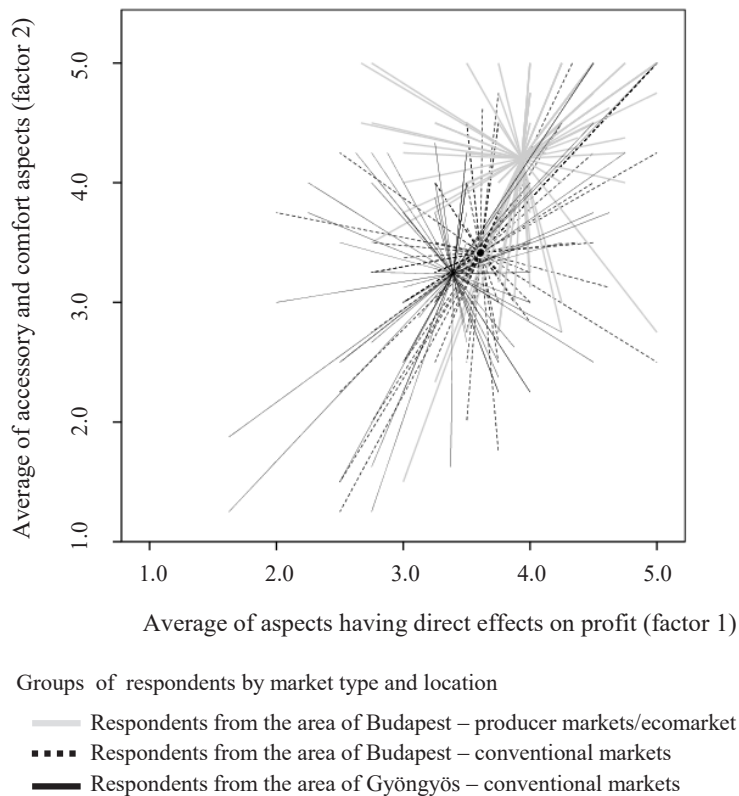 Average of accessory and comfort aspects (factor 2)
5.0
4.0
3.0
2.0
1.0
1.0 2.0 3.0 4.0 5.0
Average of aspects having direct effects on profit (factor 1)
Groups of respondents by market type and location
Respondents from the area of Budapest – producer markets/ecomarket
Respondents from the area of Budapest – conventional markets
Respondents from the area of Gyöngyös – conventional markets